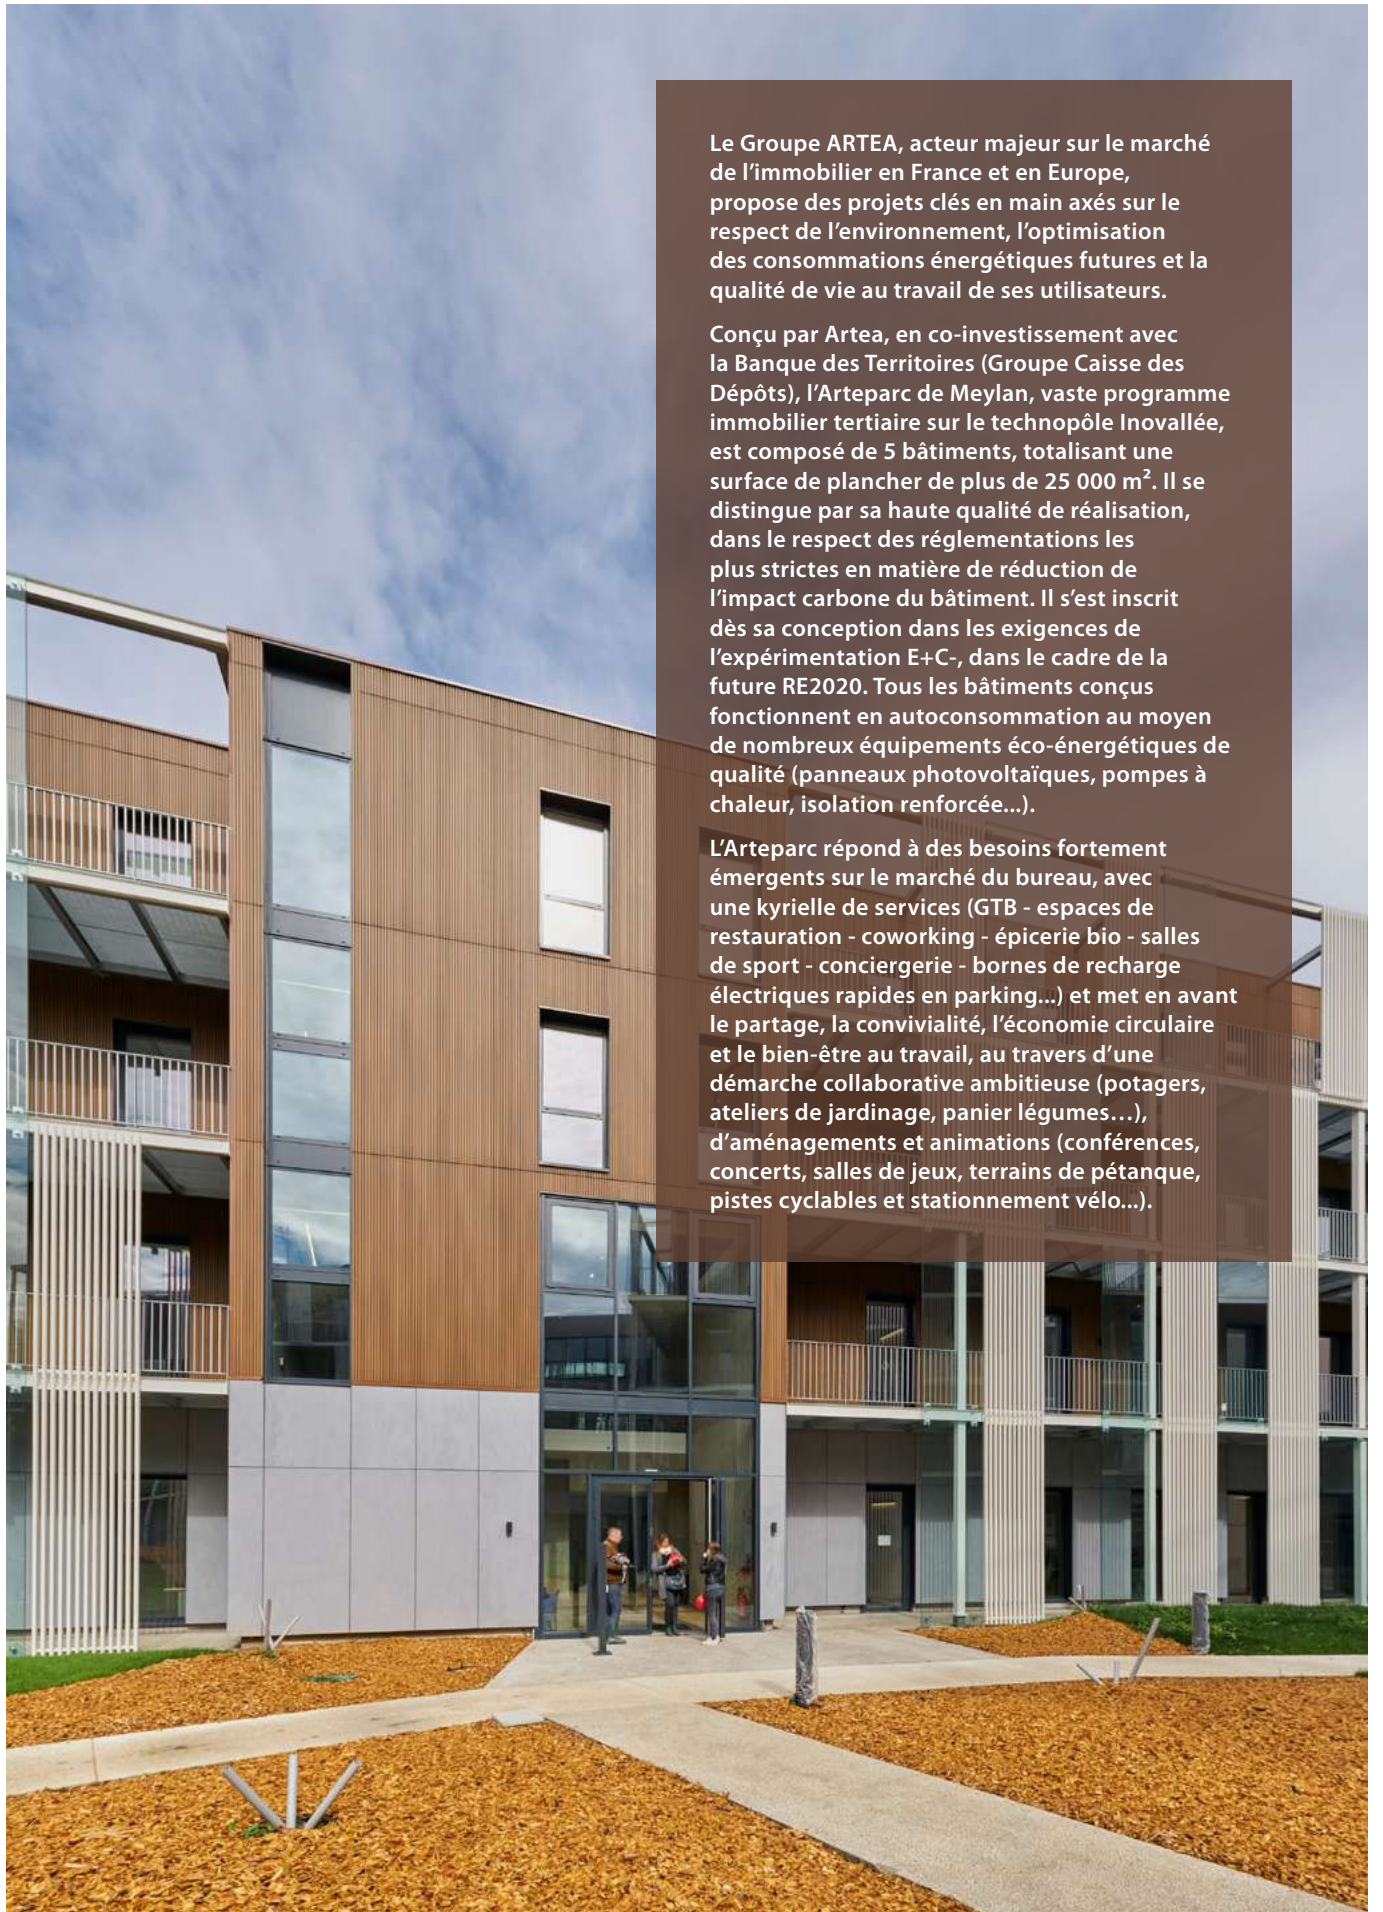 Le Groupe ARTEA, acteur majeur sur le marché
de l’immobilier en France et en Europe,
propose des projets clés en main axés sur le
respect de l’environnement, l’optimisation
des consommations énergétiques futures et la
qualité de vie au travail de ses utilisateurs.
Conçu par Artea, en co-investissement avec
la Banque des Territoires (Groupe Caisse des
Dépôts), l’Arteparc de Meylan, vaste programme
immobilier tertiaire sur le technopôle Inovallée,
est composé de 5 bâtiments, totalisant une
surface de plancher de plus de 25 000 m². Il se
distingue par sa haute qualité de réalisation,
dans le respect des réglementations les
plus strictes en matière de réduction de
l’impact carbone du bâtiment. Il s’est inscrit
dès sa conception dans les exigences de
l’expérimentation E+C-, dans le cadre de la
future RE2020. Tous les bâtiments conçus
fonctionnent en autoconsommation au moyen
de nombreux équipements éco-énergétiques de
qualité (panneaux photovoltaïques, pompes à
chaleur, isolation renforcée...).
L’Arteparc répond à des besoins fortement
émergents sur le marché du bureau, avec
une kyrielle de services (GTB - espaces de
restauration - coworking - épicerie bio - salles
de sport - conciergerie - bornes de recharge
électriques rapides en parking...) et met en avant
le partage, la convivialité, l’économie circulaire
et le bien-être au travail, au travers d’une
démarche collaborative ambitieuse (potagers,
ateliers de jardinage, panier légumes…),
d’aménagements et animations (conférences,
concerts, salles de jeux, terrains de pétanque,
pistes cyclables et stationnement vélo...).